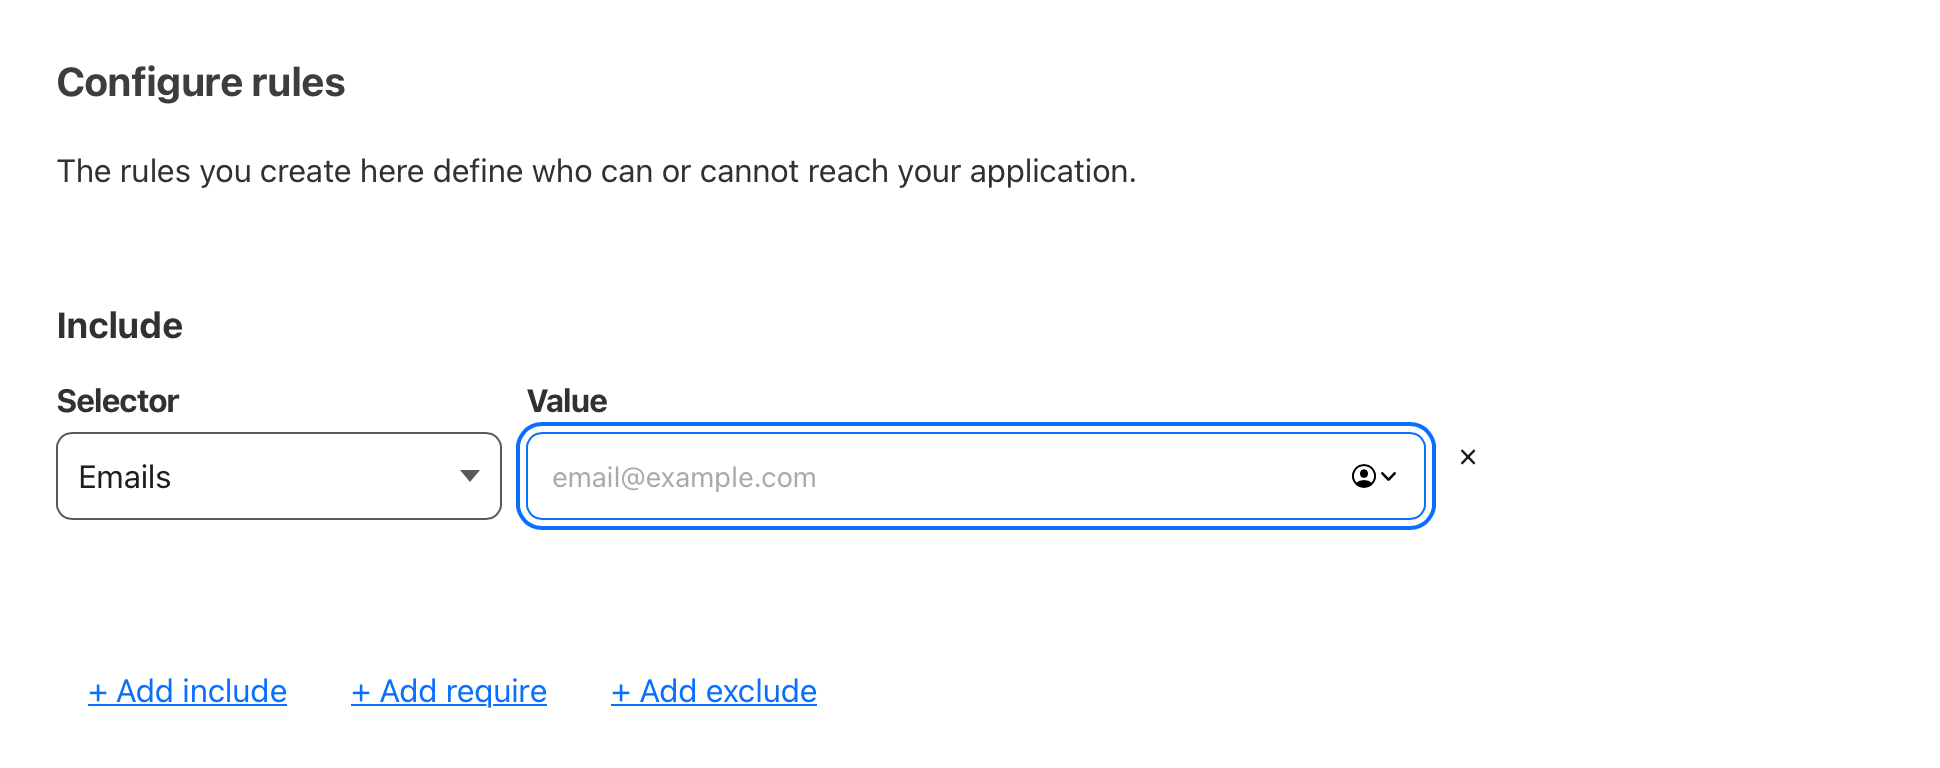 Configure rules
The rules you create here define who can or cannot reach your application.
Include
Selector Value
Emails email@example.com ×
+ Add include + Add require + Add exclude